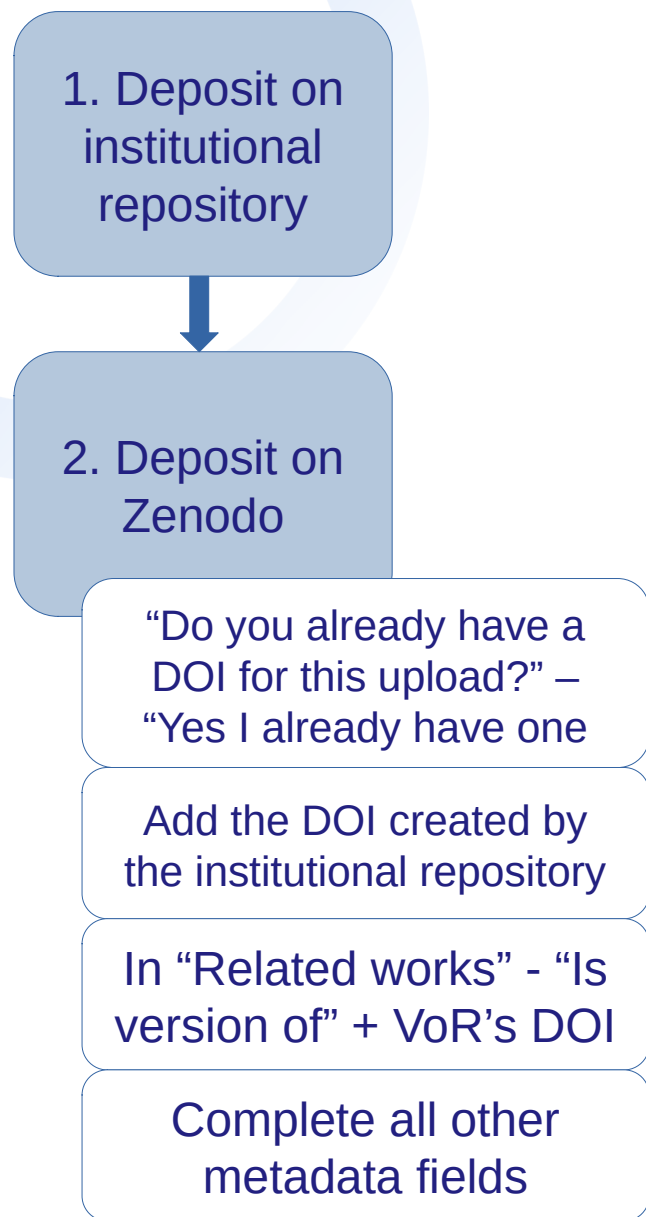 1. Deposit on
institutional
repository
2. Deposit on
Zenodo
“Do you already have a
DOI for this upload?” –
“Yes I already have one
Add the DOI created by
the institutional repository
In “Related works” - “Is
version of” + VoR’s DOI
Complete all other
metadata fields